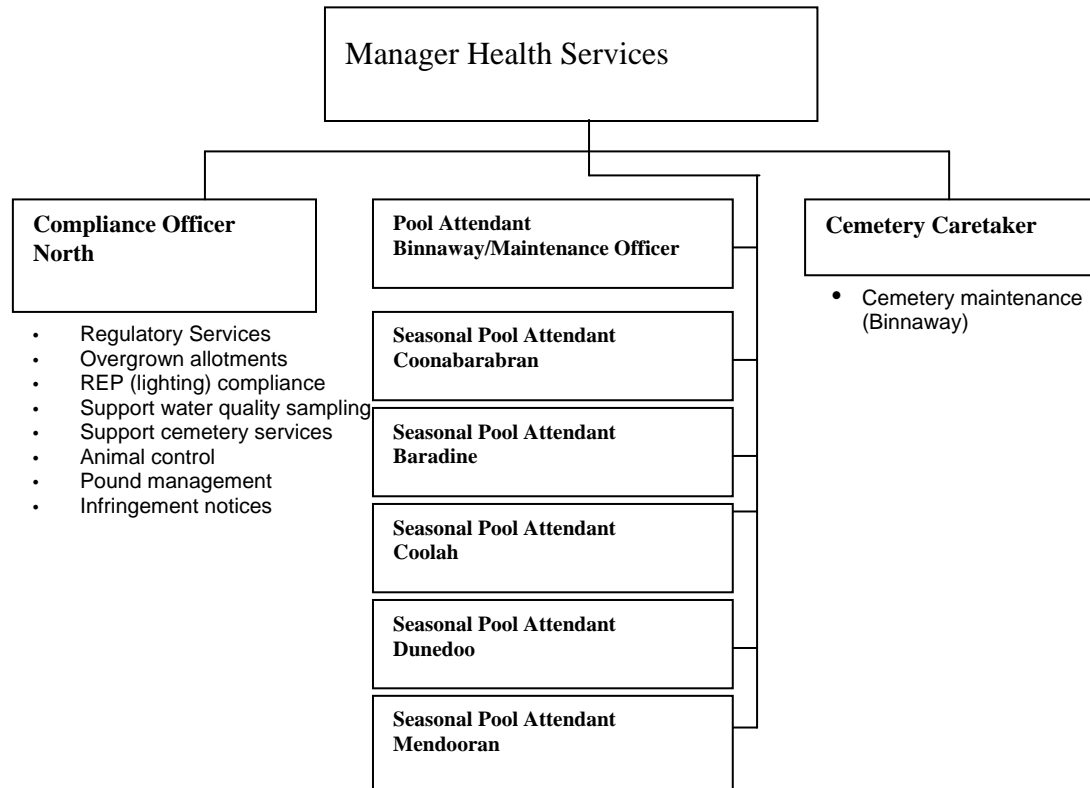 Manager Health Services
Compliance Officer
North
• Regulatory Services
• Overgrown allotments
• REP (lighting) compliance
• Support water quality sampling
• Support cemetery services
• Animal control
• Pound management
• Infringement notices
Pool Attendant
Binnaway/Maintenance Officer
Seasonal Pool Attendant
Coonabarabran
Seasonal Pool Attendant
Baradine
Seasonal Pool Attendant
Coolah
Seasonal Pool Attendant
Dunedoo
Seasonal Pool Attendant
Mendooran
Cemetery Caretaker
• Cemetery maintenance
(Binnaway)